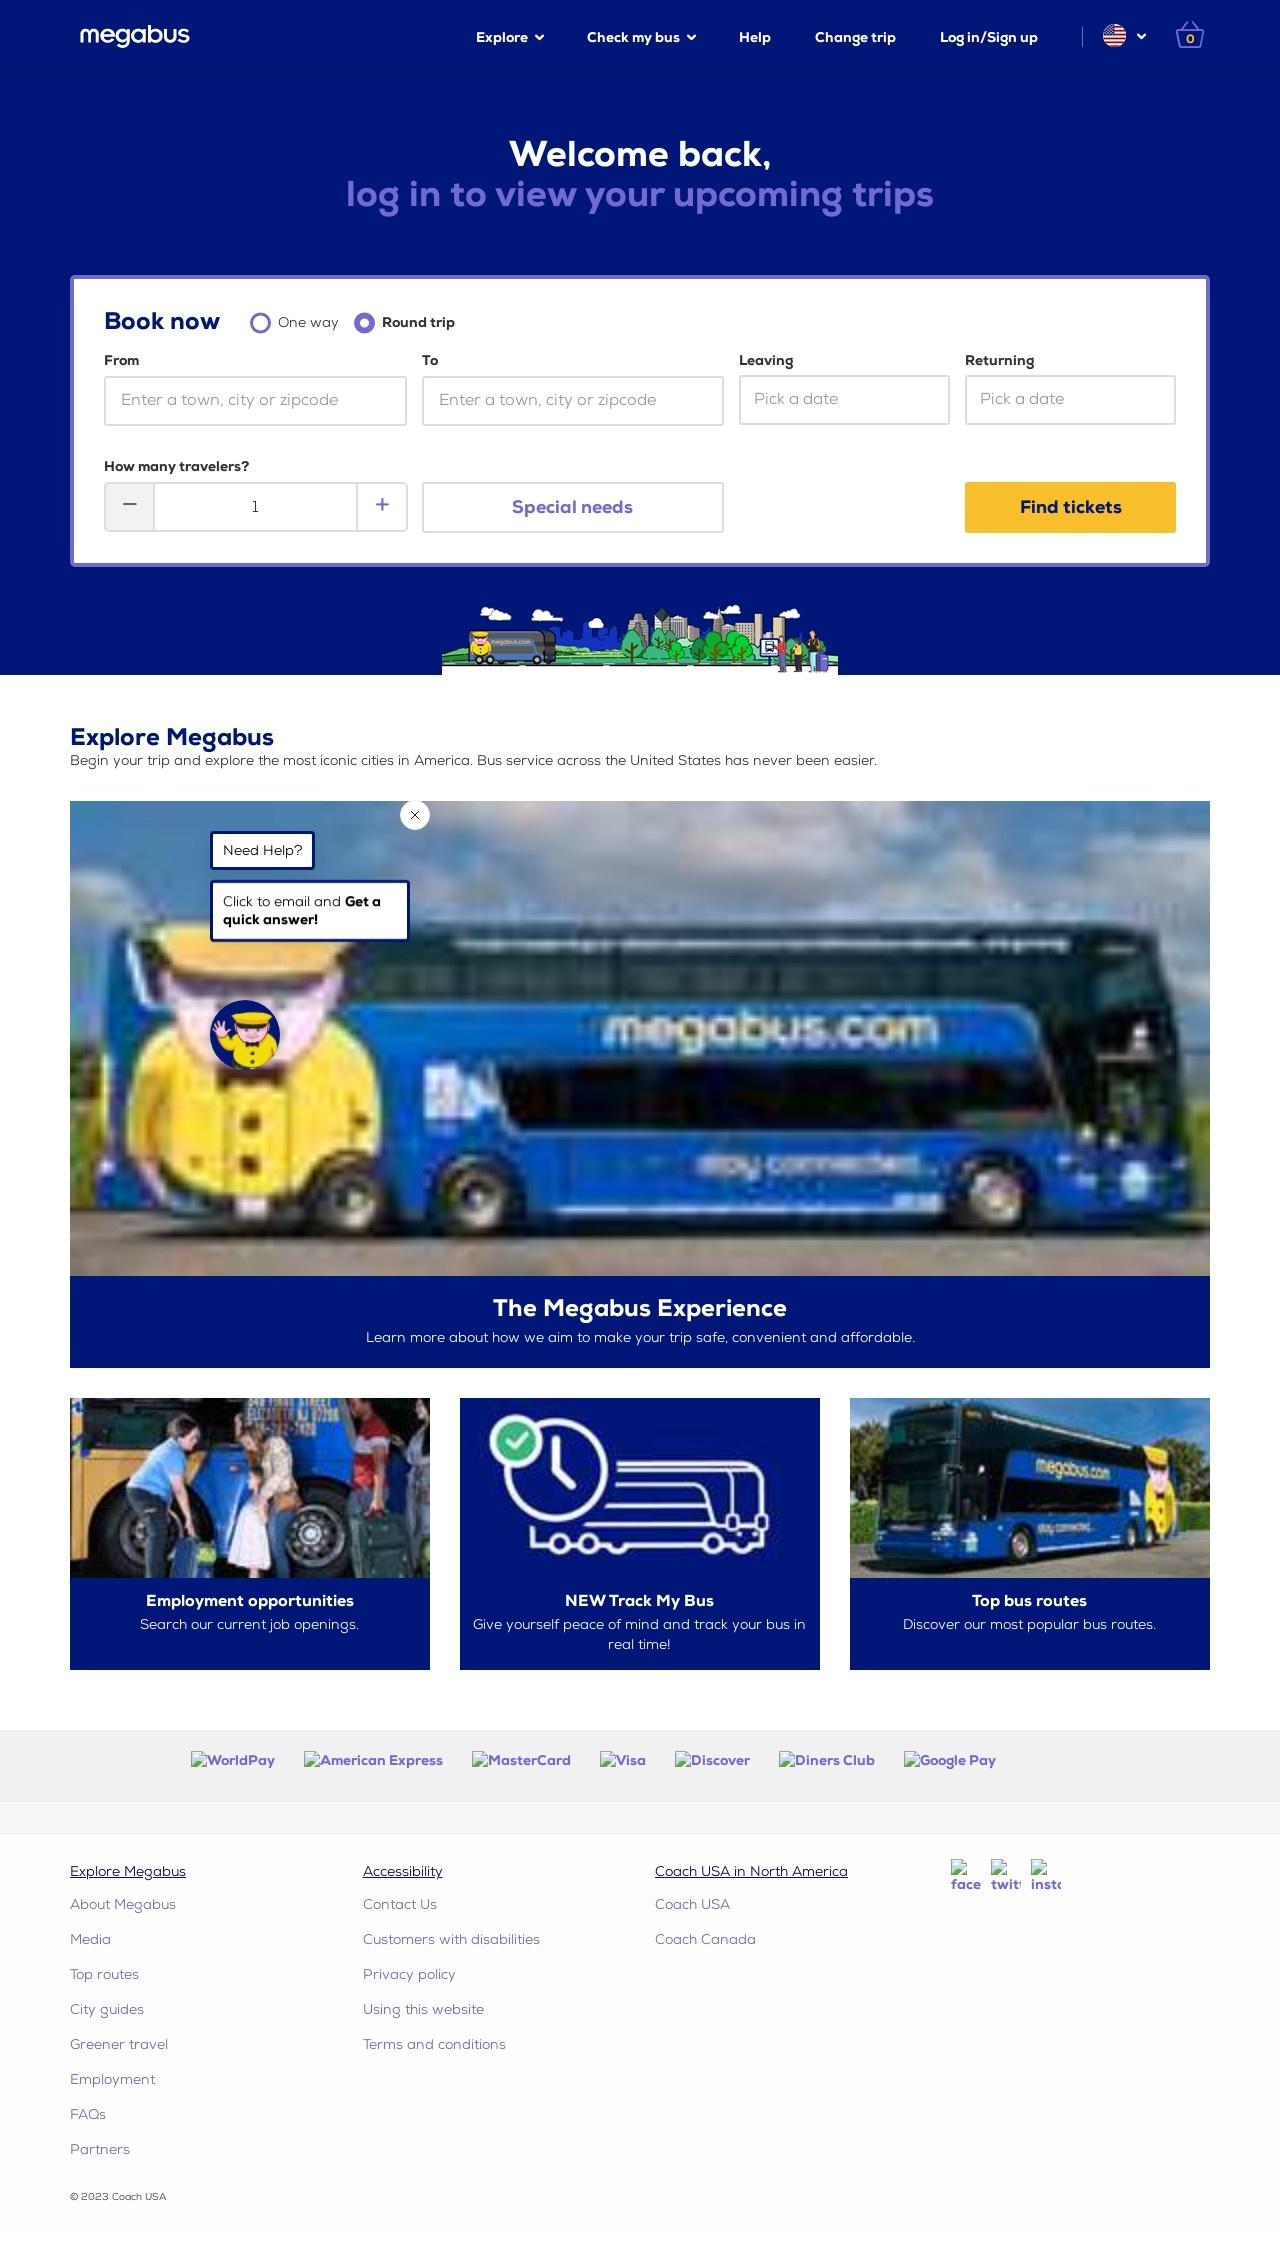 megabus
Explore
Check my bus
Help
Change trip
Log in/Sign up
0
Welcome back,
log in to view your upcoming trips
Book now
One way
Round trip
From
To
Leaving
Returning
Enter a town, city or zipcode
Enter a town, city or zipcode
Pick a date
Pick a date
How many travelers?
1
Special needs
Find tickets
megabus.com
Explore Megabus
Begin your trip and explore the most iconic cities in America. Bus service across the United States has never been easier.
Need Help?
Click to email and Get a
quick answer!
megabus.com
stay connected...
The Megabus Experience
Learn more about how we aim to make your trip safe, convenient and affordable.
megabus.com
stay connected...
Employment opportunities
Search our current job openings.
NEW Track My Bus
Give yourself peace of mind and track your bus in
real time!
Top bus routes
Discover our most popular bus routes.
WorldPay
American Express
MasterCard
Visa
Discover
Diners Club
Google Pay
Explore Megabus
About Megabus
Media
Top routes
City guides
Greener travel
Employment
FAQs
Partners
Accessibility
Contact Us
Customers with disabilities
Privacy policy
Using this website
Terms and conditions
Coach USA in North America
Coach USA
Coach Canada
face
twitt
insta
© 2023 Coach USA